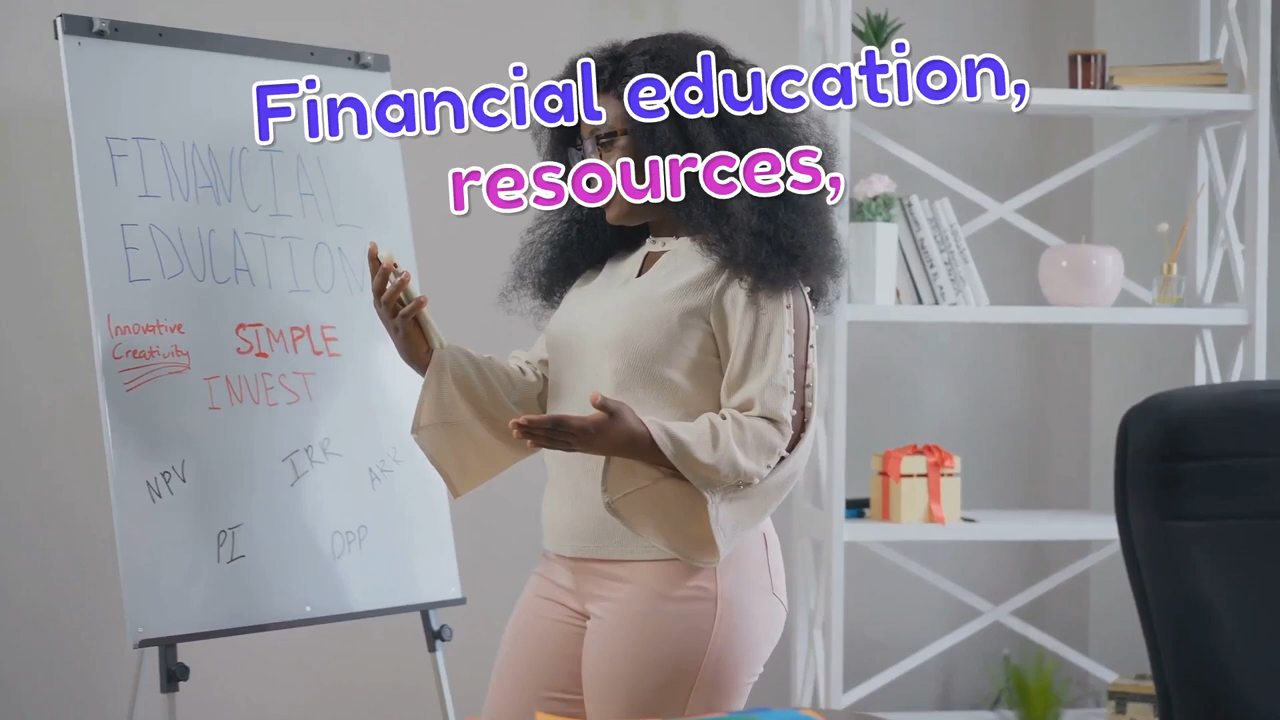 Financial education,
resources,
FINANCIAL
EDUCATION
Innovative
Creativity
SIMPLE
INVEST
NPV
IRR
ARR
PI
DPP